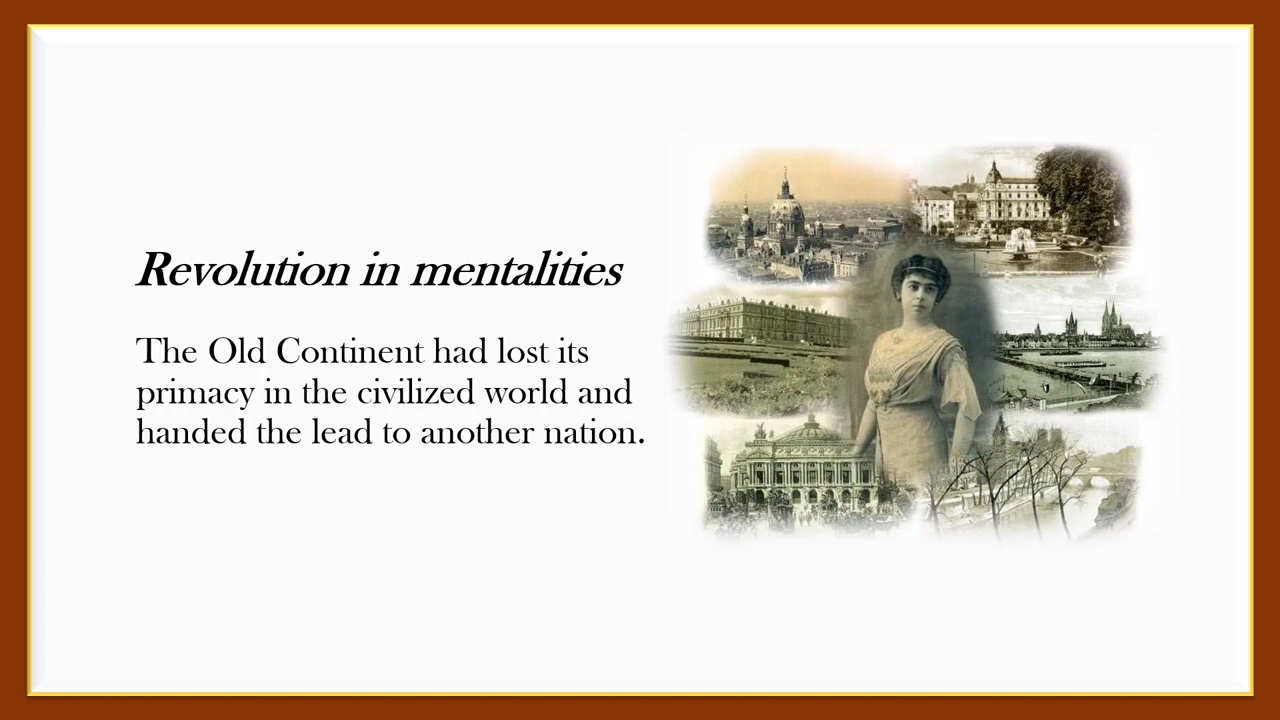 Revolution in mentalities
The Old Continent had lost its
primacy in the civilized world and
handed the lead to another nation.